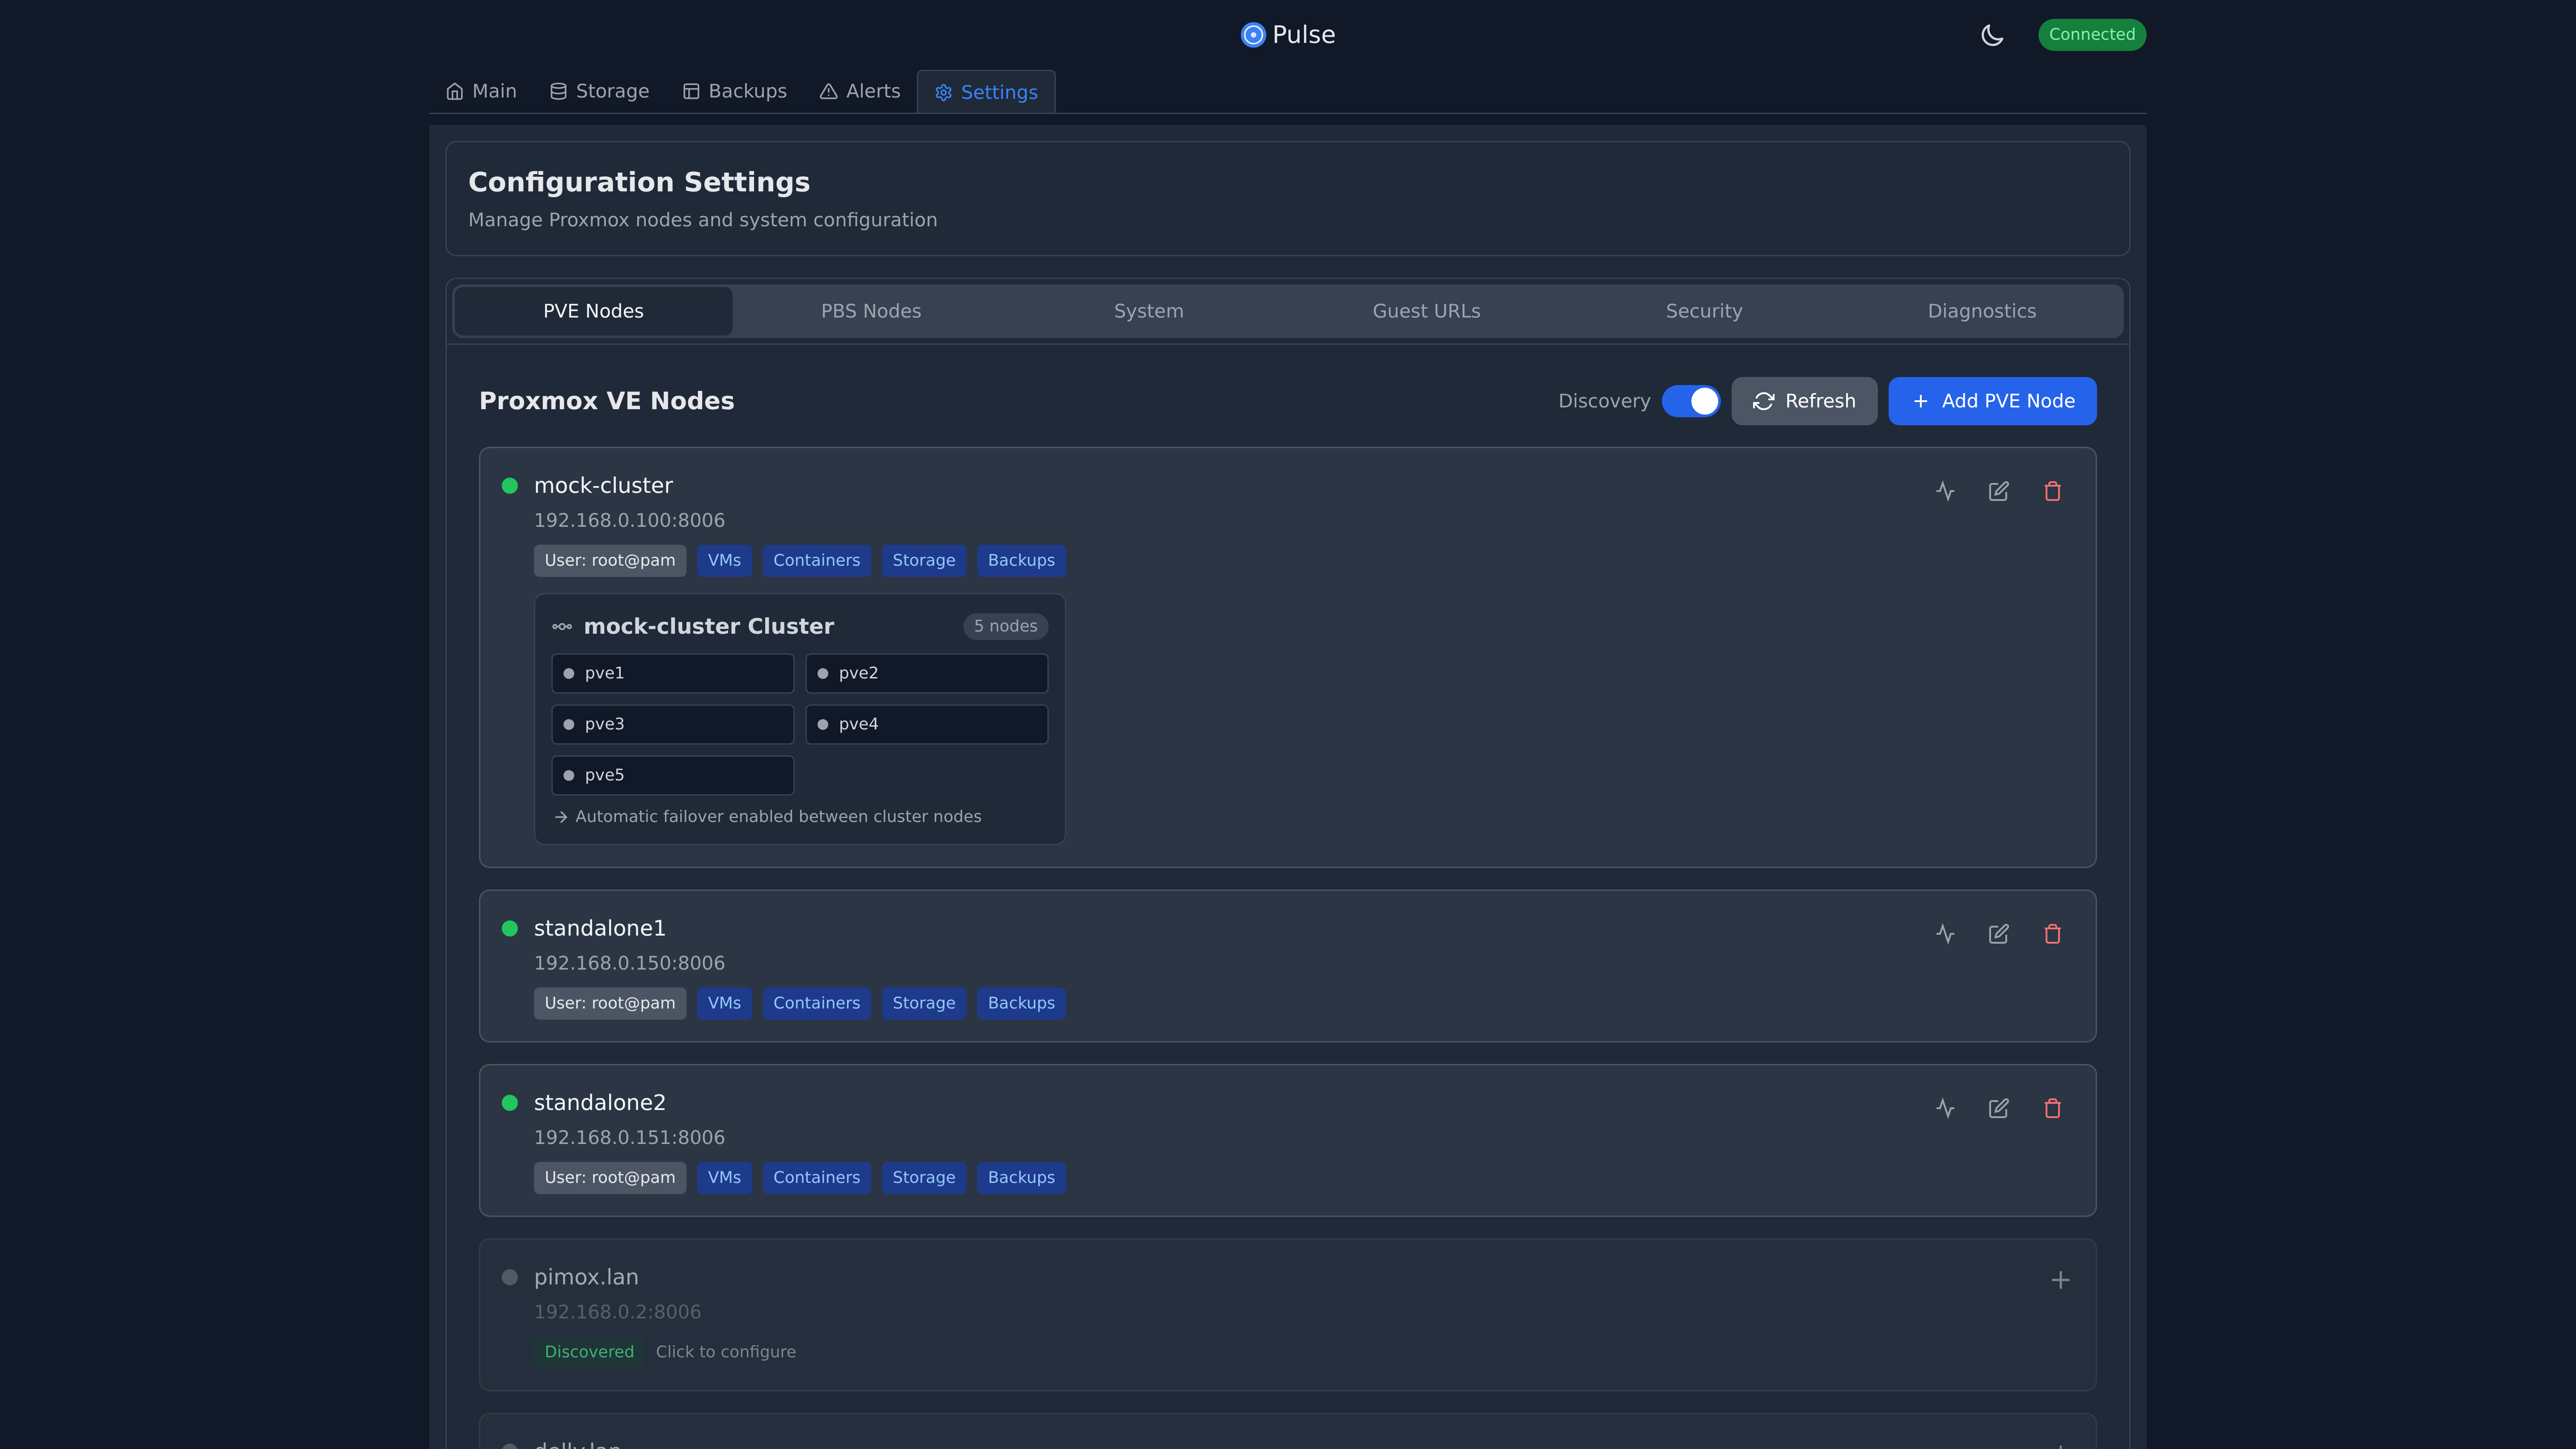 Pulse
Connected
Main Storage Backups Alerts Settings
Configuration Settings
Manage Proxmox nodes and system configuration
PVE Nodes PBS Nodes System Guest URLs Security Diagnostics
Proxmox VE Nodes
Discovery Refresh + Add PVE Node
mock-cluster
192.168.0.100:8006
User: root@pam VMs Containers Storage Backups
mock-cluster Cluster 5 nodes
pve1 pve2
pve3 pve4
pve5
→ Automatic failover enabled between cluster nodes
standalone1
192.168.0.150:8006
User: root@pam VMs Containers Storage Backups
standalone2
192.168.0.151:8006
User: root@pam VMs Containers Storage Backups
pimox.lan
192.168.0.2:8006
Discovered Click to configure